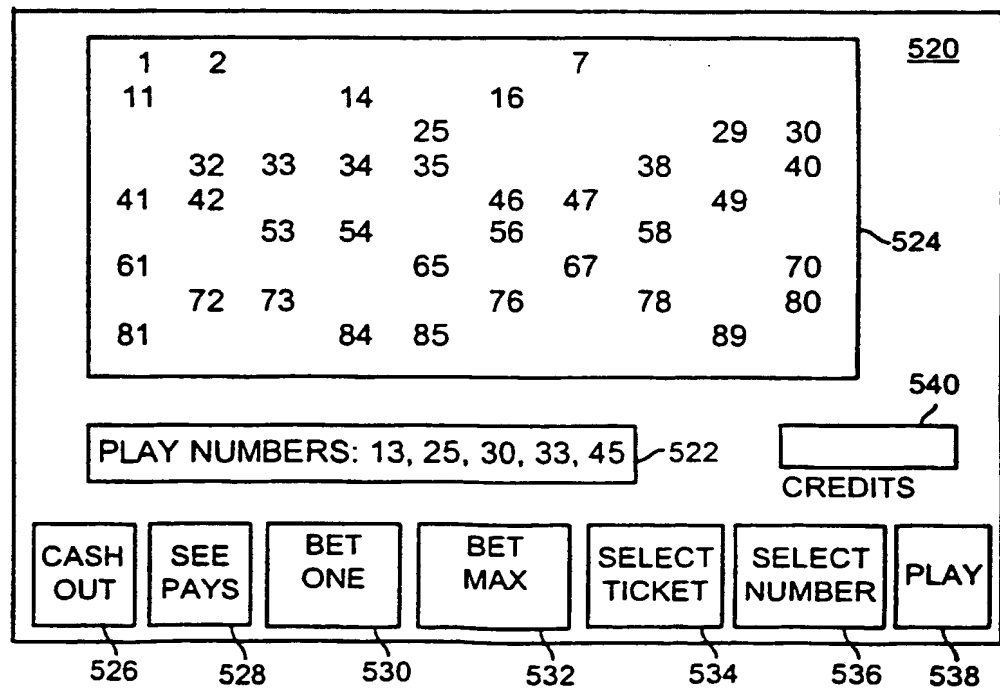 520
1 2 7
11 14 16
25 29 30
32 33 34 35 38 40
41 42 46 47 49
53 54 56 58
524
61 65 67 70
72 73 76 78 80
81 84 85 89
540
PLAY NUMBERS: 13, 25, 30, 33, 45
522
CREDITS
CASH OUT
SEE PAYS
BET ONE
BET MAX
SELECT TICKET
SELECT NUMBER
PLAY
526 528 530 532 534 536 538